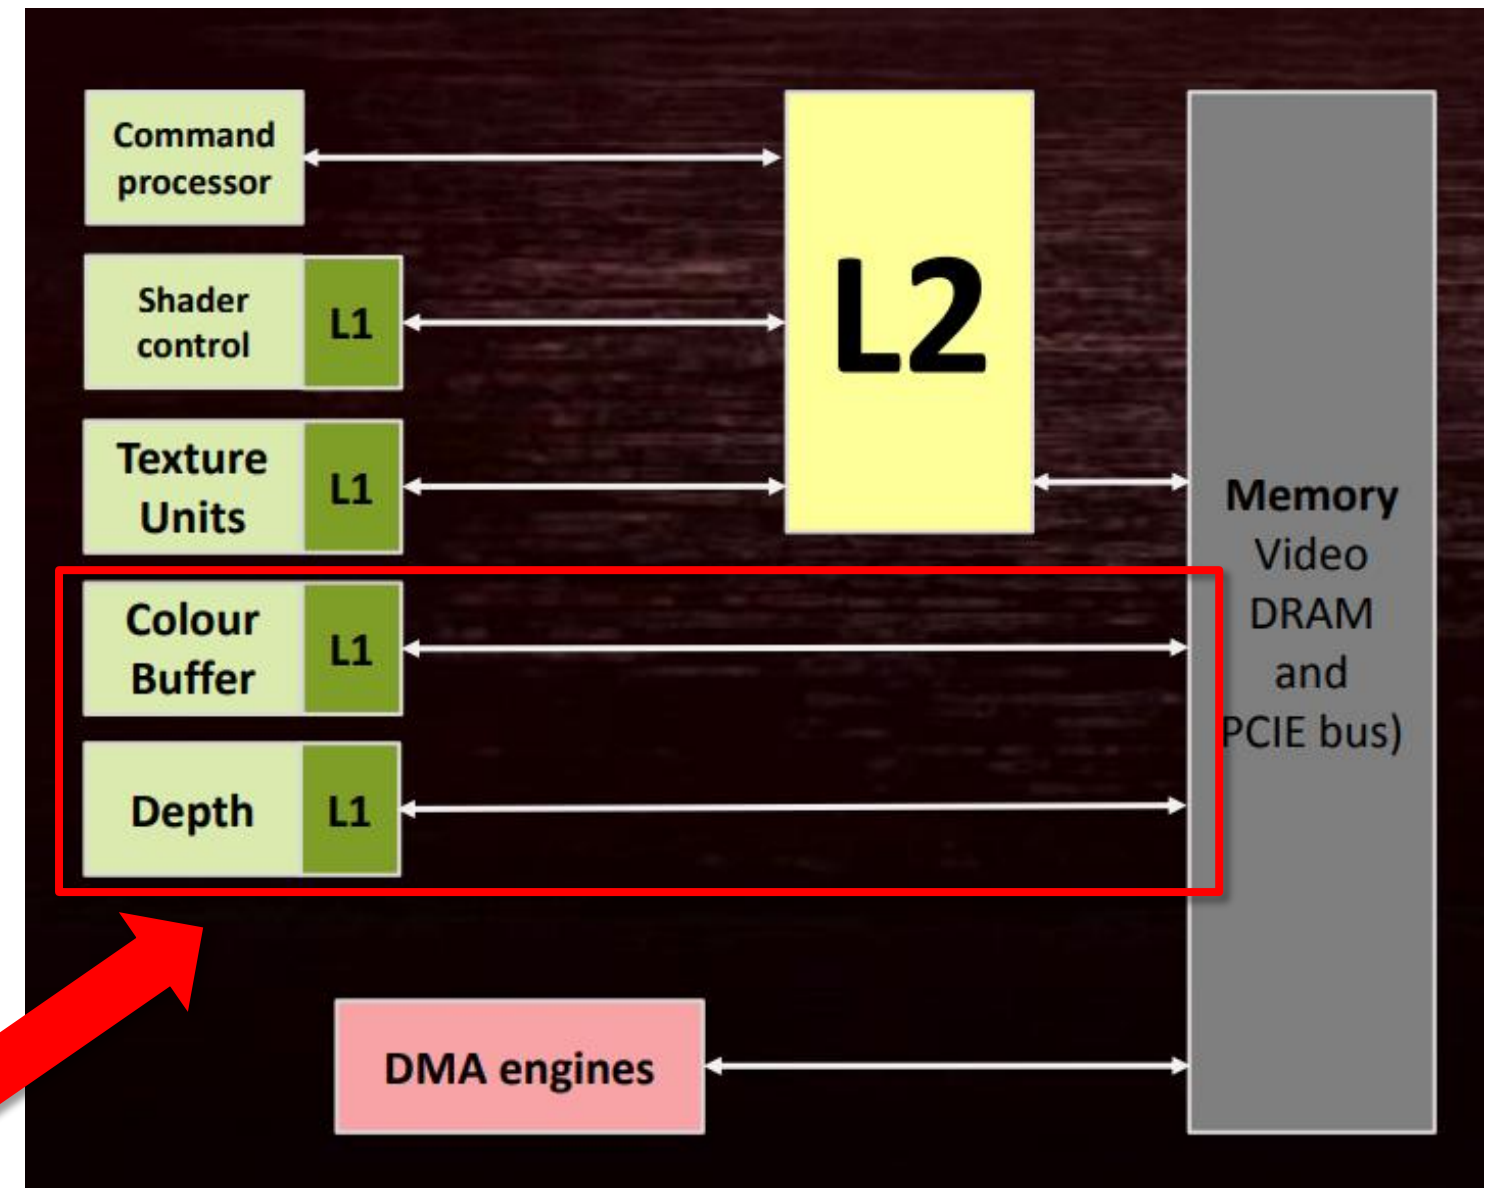 Command
processor
Shader
control
L1
Texture
Units
L1
Colour
Buffer
L1
Depth
L1
L2
Memory
Video
DRAM
and
PCIE bus)
DMA engines